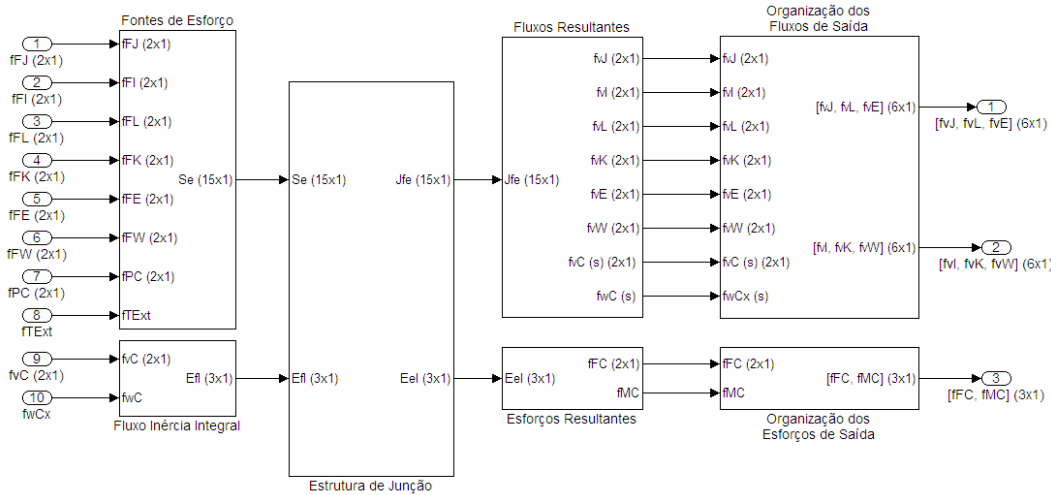 Fontes de Esforço
1
fFJ (2x1)
2
fFI (2x1)
3
fFL (2x1)
4
fFK (2x1)
5
fFE (2x1)
6
fFW (2x1)
7
fPC (2x1)
8
fTExt
fFJ (2x1)
fFI (2x1)
fFL (2x1)
fFK (2x1)
fFE (2x1)
fFW (2x1)
fPC (2x1)
fTExt
Se (15x1)
9
fvC (2x1)
10
fwCx
fvC (2x1)
fwC
Efl (3x1)
Fluxo Inércia Integral
Se (15x1)
Jfe (15x1)
Efl (3x1)
Eel (3x1)
Estrutura de Junção
Fluxos Resultantes
Jfe (15x1)
fvJ (2x1)
fvI (2x1)
fvL (2x1)
fvK (2x1)
fvE (2x1)
fvW (2x1)
fvC (s) (2x1)
fwC (s)
Eel (3x1)
fFC (2x1)
fMC
Esforços Resultantes
Organização dos
Fluxos de Saída
fvJ (2x1)
fvI (2x1)
fvL (2x1)
fvK (2x1)
fvE (2x1)
fvW (2x1)
fvC (s) (2x1)
fwCx (s)
[fvJ, fvL, fvE] (6x1)
[fvI, fvK, fvW] (6x1)
1
[fvJ, fvL, fvE] (6x1)
2
[fvI, fvK, fvW] (6x1)
fFC (2x1)
fMC
[fFC, fMC] (3x1)
3
[fFC, fMC] (3x1)
Organização dos
Esforços de Saída